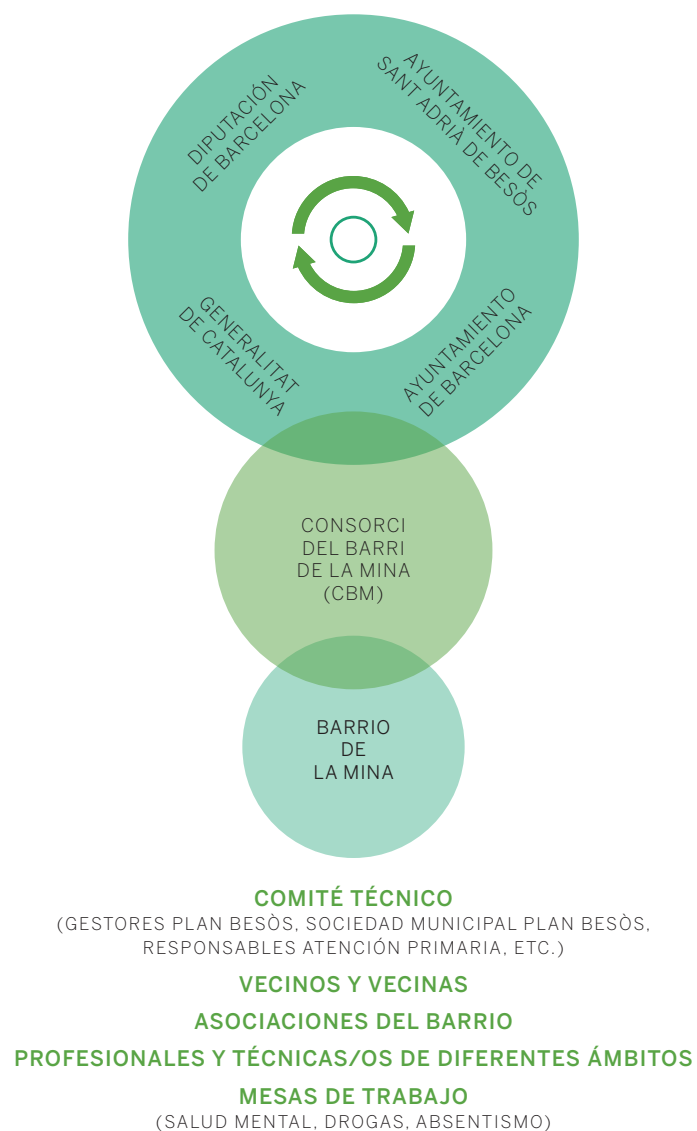 DIPUTACIÓN
DE BARCELONA
AYUNTAMIENTO DE
SANT ADRIÀ DE BESÒS
GENERALITAT
DE CATALUNYA
AYUNTAMIENTO
DE BARCELONA
CONSORCI
DEL BARRI
DE LA MINA
(CBM)
BARRIO
DE
LA MINA
COMITÉ TÉCNICO
(GESTORES PLAN BESÒS, SOCIEDAD MUNICIPAL PLAN BESÒS,
RESPONSABLES ATENCIÓN PRIMARIA, ETC.)
VECINOS Y VECINAS
ASOCIACIONES DEL BARRIO
PROFESIONALES Y TÉCNICAS/OS DE DIFERENTES ÁMBITOS
MESAS DE TRABAJO
(SALUD MENTAL, DROGAS, ABSENTISMO)